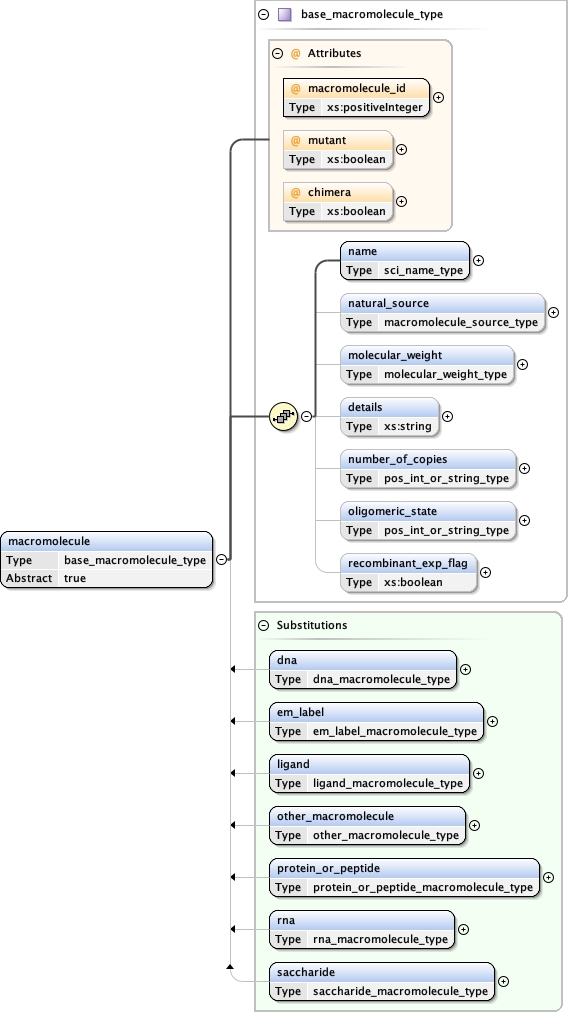 base_macromolecule_type
@ Attributes
@ macromolecule_id
Type xs:positiveInteger
@ mutant
Type xs:boolean
@ chimera
Type xs:boolean
name
Type sci_name_type
natural_source
Type macromolecule_source_type
molecular_weight
Type molecular_weight_type
details
Type xs:string
number_of_copies
Type pos_int_or_string_type
oligomeric_state
Type pos_int_or_string_type
recombinant_exp_flag
Type xs:boolean
macromolecule
Type base_macromolecule_type
Abstract true
Substitutions
dna
Type dna_macromolecule_type
em_label
Type em_label_macromolecule_type
ligand
Type ligand_macromolecule_type
other_macromolecule
Type other_macromolecule_type
protein_or_peptide
Type protein_or_peptide_macromolecule_type
rna
Type rna_macromolecule_type
saccharide
Type saccharide_macromolecule_type